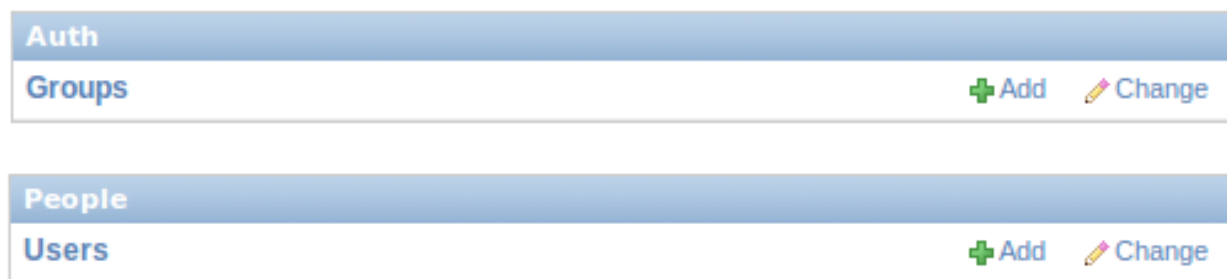 Auth
Groups Add Change
People
Users Add Change